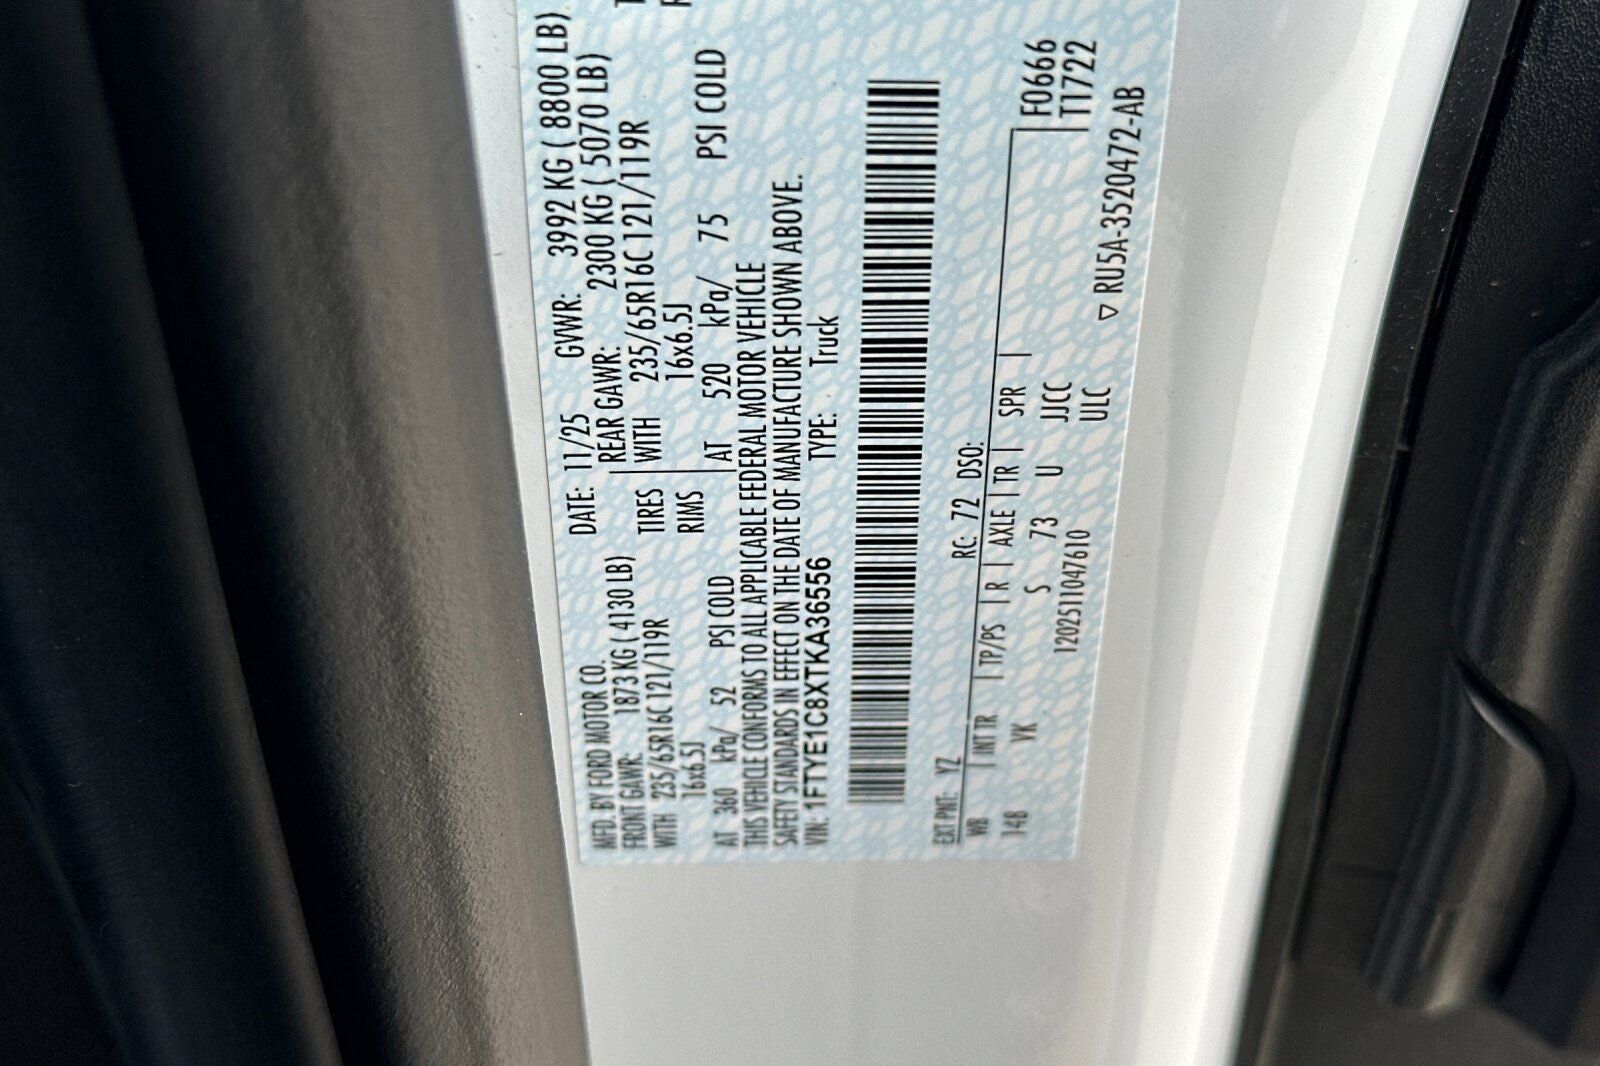 MFD. BY FORD MOTOR CO.
DATE: 11/25 GVWR: 3992 KG ( 8800 LB)
FRONT GAWR: 1873 KG ( 4130 LB) REAR GAWR: 2300 KG ( 5070 LB)
WITH 235/65R16C 121/119R TIRES WITH 235/65R16C 121/119R
16x6.5J RIMS 16x6.5J
AT 360 kPa/ 52 PSI COLD AT 520 kPa/ 75 PSI COLD
THIS VEHICLE CONFORMS TO ALL APPLICABLE FEDERAL MOTOR VEHICLE
SAFETY STANDARDS IN EFFECT ON THE DATE OF MANUFACTURE SHOWN ABOVE.
VIN: 1FTYE1C8XTKA36556 TYPE: Truck
EXT PNT: YZ RC: 72 DSO:
WB | INT TR | TP/PS | R | AXLE | TR | SPR | F0666
148 VK S 73 U JJCC T1722
1202511047610 ULC
▽ RU5A-3520472-AB